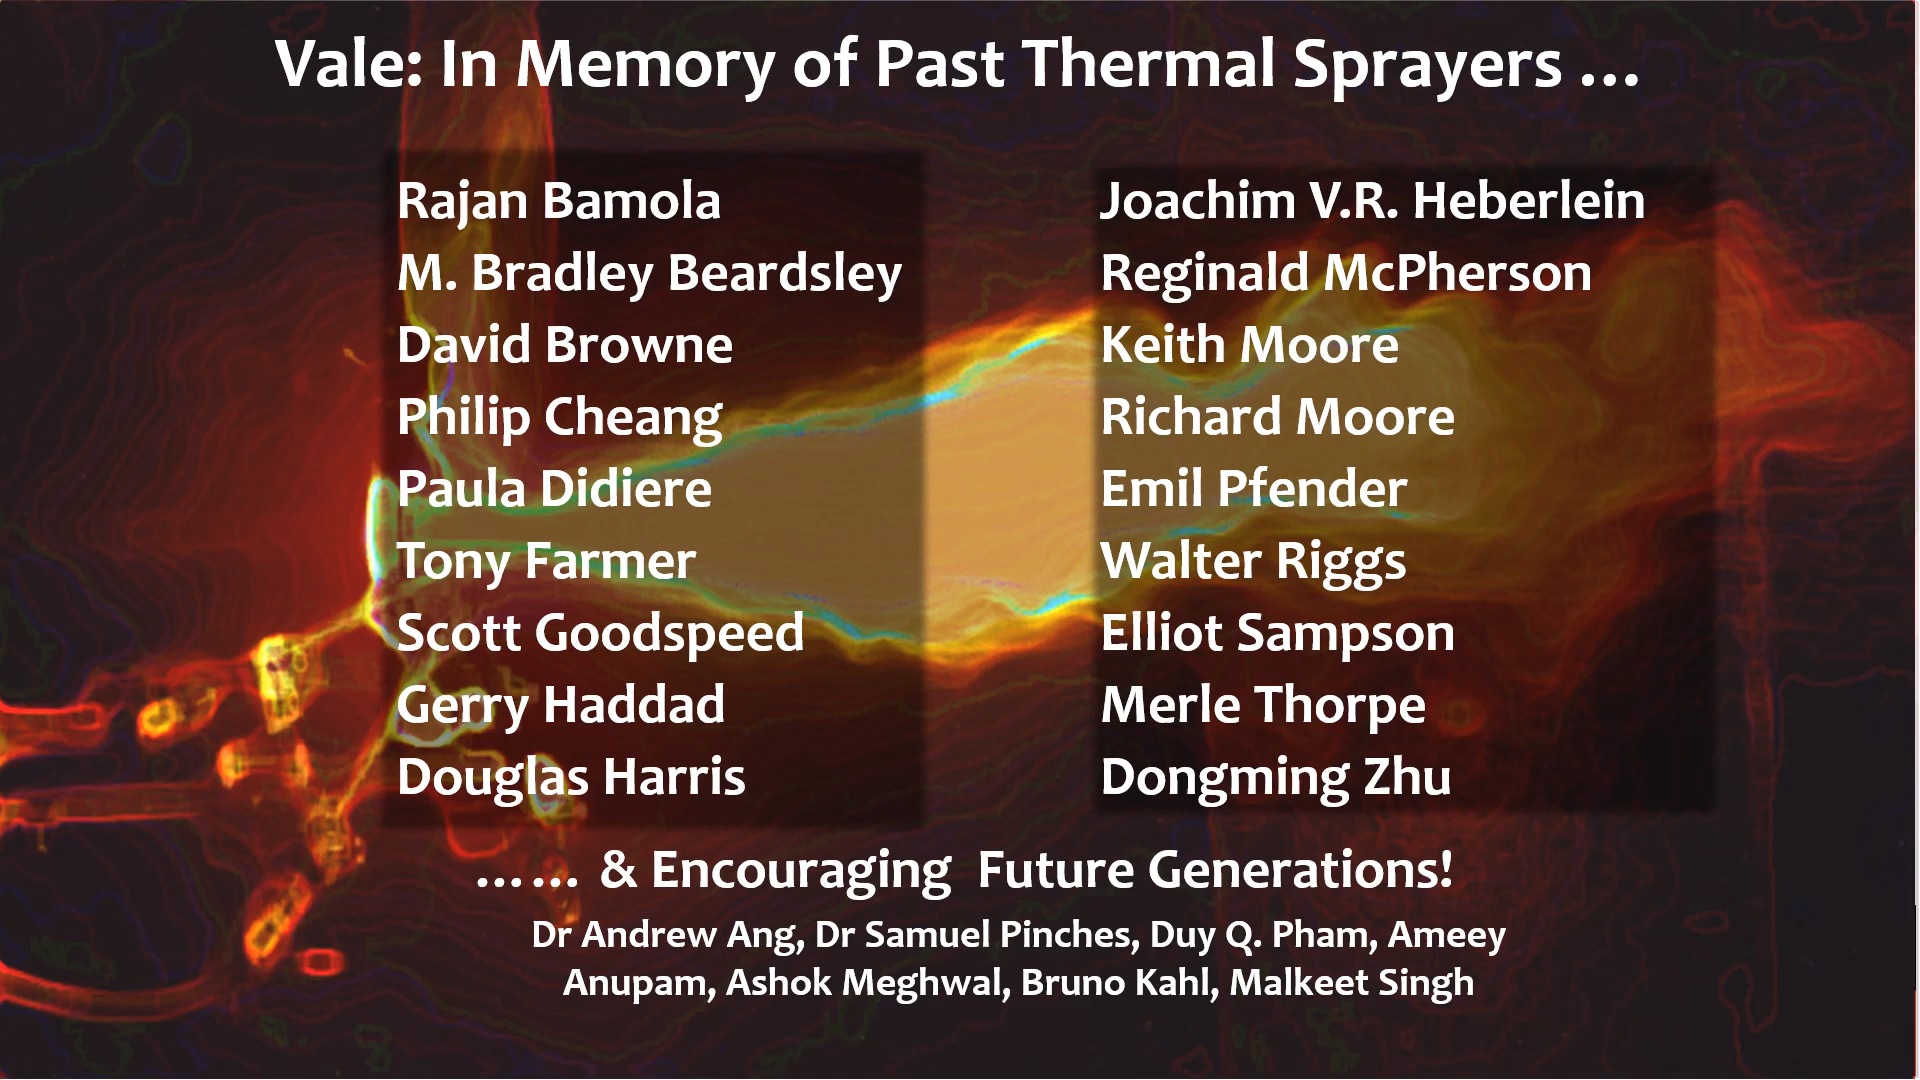 Vale: In Memory of Past Thermal Sprayers ...
Rajan Bamola
M. Bradley Beardsley
David Browne
Philip Cheang
Paula Didiere
Tony Farmer
Scott Goodspeed
Gerry Haddad
Douglas Harris
Joachim V.R. Heberlein
Reginald McPherson
Keith Moore
Richard Moore
Emil Pfender
Walter Riggs
Elliot Sampson
Merle Thorpe
Dongming Zhu
...... & Encouraging  Future Generations!
Dr Andrew Ang, Dr Samuel Pinches, Duy Q. Pham, Ameey
Anupam, Ashok Meghwal, Bruno Kahl, Malkeet Singh